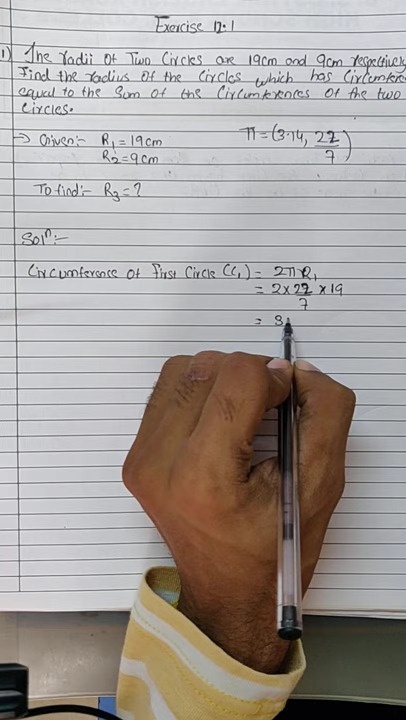 Exercise 12.1
1) The radii of Two Circles are 19cm and 9cm respectively
Find the radius of the circles which has Circumfere
equal to the Sum of the Circumferences of the two
Circles.
→ Given:- R₁ = 19cm π = (3.14, 22/7)
R₂ = 9cm
To find:- R₃ = ?
Solⁿ:-
Circumference of First Circle (C₁) = 2πR₁
= 2 × 22/7 × 19
= 8